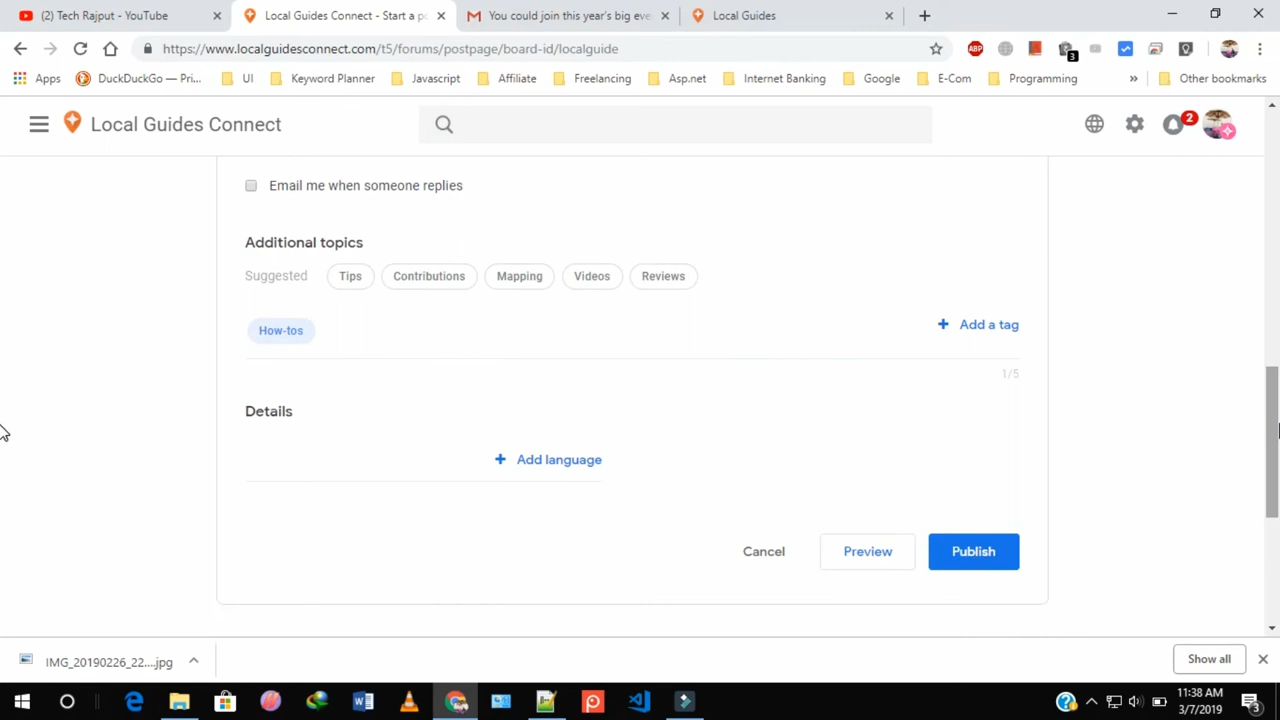 (2) Tech Rajput - YouTube
Local Guides Connect - Start a po
You could join this year's big eve
Local Guides
https://www.localguidesconnect.com/t5/forums/postpage/board-id/localguide
ABP
3
Apps
DuckDuckGo — Pri...
UI
Keyword Planner
Javascript
Affiliate
Freelancing
Asp.net
Internet Banking
Google
E-Com
Programming
»
Other bookmarks
Local Guides Connect
2
Email me when someone replies
Additional topics
Suggested
Tips
Contributions
Mapping
Videos
Reviews
How-tos
+ Add a tag
1/5
Details
+ Add language
Cancel
Preview
Publish
IMG_20190226_22....jpg
Show all
11:38 AM
3/7/2019
3